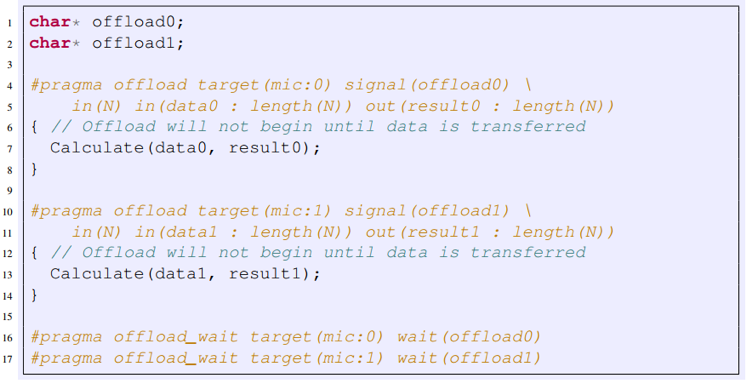 1 char* offload0;
2 char* offload1;
3
4 #pragma offload target(mic:0) signal(offload0) \
5     in(N) in(data0 : length(N)) out(result0 : length(N))
6 { // Offload will not begin until data is transferred
7   Calculate(data0, result0);
8 }
9
10 #pragma offload target(mic:1) signal(offload1) \
11     in(N) in(data1 : length(N)) out(result1 : length(N))
12 { // Offload will not begin until data is transferred
13   Calculate(data1, result1);
14 }
15
16 #pragma offload_wait target(mic:0) wait(offload0)
17 #pragma offload_wait target(mic:1) wait(offload1)